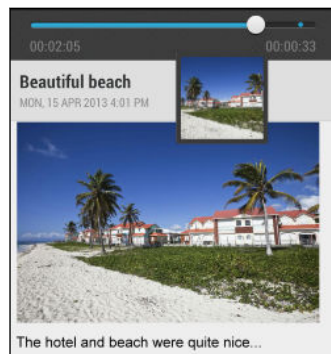 00:02:05 00:00:33
Beautiful beach
MON, 15 APR 2013 4:01 PM
The hotel and beach were quite nice...